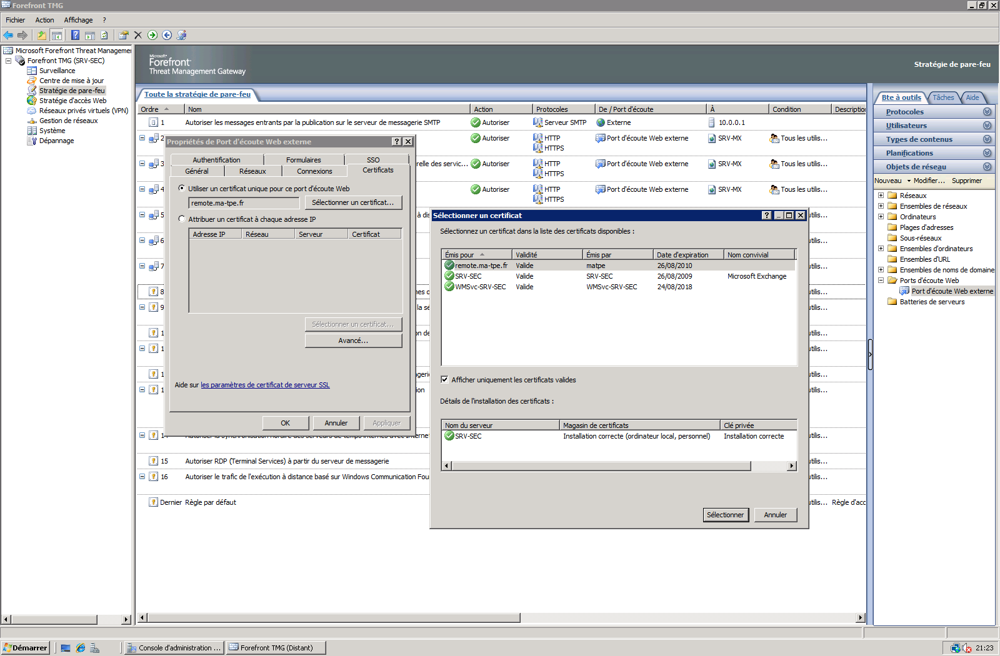 Forefront TMG
Fichier Action Affichage ?
Microsoft Forefront Threat Managemer
Forefront TMG (SRV-SEC)
Surveillance
Centre de mise à jour
Stratégie de pare-feu
Stratégie d'accès Web
Réseaux privés virtuels (VPN)
Gestion de réseaux
Système
Dépannage
Microsoft
Forefront
Threat Management Gateway
Stratégie de pare-feu
Toute la stratégie de pare-feu
Ordre Nom Action Protocoles De / Port d'écoute À Condition Description
1 Autoriser les messages entrants par la publication sur le serveur de messagerie SMTP Autoriser Serveur SMTP Externe 10.0.0.1
2 Autoriser HTTP Port d'écoute Web externe SRV-MX Tous les utilis...
HTTPS
3 relle des servic... Autoriser HTTP Port d'écoute Web externe SRV-MX Tous les utilis...
HTTPS
4 Autoriser HTTP Port d'écoute Web externe SRV-MX Tous les utilis...
HTTPS
5 à di utilis...
6 utilis...
7 utilis...
8 nes d utilis...
9 la sé utilis...
1 on de utilis...
1 utilis...
1 ageri utilis...
1 ion utilis...
14 Autoriser la synchronisation horaire des serveurs de temps internes avec Internet utilis...
15 Autoriser RDP (Terminal Services) à partir du serveur de messagerie utilis...
16 Autoriser le trafic de l'exécution à distance basé sur Windows Communication Fou utilis...
Dernier Règle par défaut utilis... Règle d'acc
Propriétés de Port d'écoute Web externe
Authentification Formulaires SSO
Général Réseaux Connexions Certificats
Utiliser un certificat unique pour ce port d'écoute Web
remote.ma-tpe.fr Sélectionner un certificat...
Attribuer un certificat à chaque adresse IP
Adresse IP Réseau Serveur Certificat
Sélectionner un certificat...
Avancé...
Aide sur les paramètres de certificat de serveur SSL
OK Annuler Appliquer
Sélectionner un certificat
Sélectionnez un certificat dans la liste des certificats disponibles :
Émis pour Validité Émis par Date d'expiration Nom convivial
remote.ma-tpe.fr Valide matpe 26/08/2010
SRV-SEC Valide SRV-SEC 26/08/2009 Microsoft Exchange
WMSvc-SRV-SEC Valide WMSvc-SRV-SEC 24/08/2018
Afficher uniquement les certificats valides
Détails de l'installation des certificats :
Nom du serveur Magasin de certificats Clé privée
SRV-SEC Installation correcte (ordinateur local, personnel) Installation correcte
Sélectionner Annuler
Bte à outils Tâches Aide
Protocoles
Utilisateurs
Types de contenus
Planifications
Objets de réseau
Nouveau Modifier... Supprimer
Réseaux
Ensembles de réseaux
Ordinateurs
Plages d'adresses
Sous-réseaux
Ensembles d'ordinateurs
Ensembles d'URL
Ensembles de noms de domaine
Ports d'écoute Web
Port d'écoute Web externe
Batteries de serveurs
Démarrer Console d'administration ... Forefront TMG (Distant) 21:23